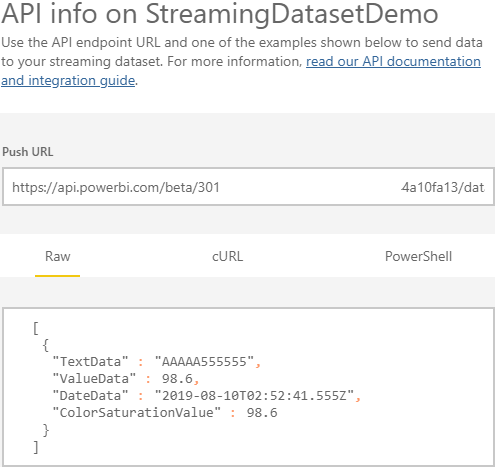 API info on StreamingDatasetDemo
Use the API endpoint URL and one of the examples shown below to send data
to your streaming dataset. For more information, read our API documentation
and integration guide.
Push URL
https://api.powerbi.com/beta/301 4a10fa13/dat
Raw cURL PowerShell
[
{
"TextData" : "AAAAA555555",
"ValueData" : 98.6,
"DateData" : "2019-08-10T02:52:41.555Z",
"ColorSaturationValue" : 98.6
}
]